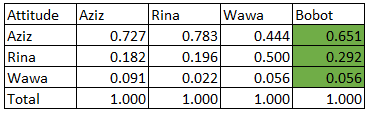 Attitude Aziz Rina Wawa Bobot
Aziz 0.727 0.783 0.444 0.651
Rina 0.182 0.196 0.500 0.292
Wawa 0.091 0.022 0.056 0.056
Total 1.000 1.000 1.000 1.000